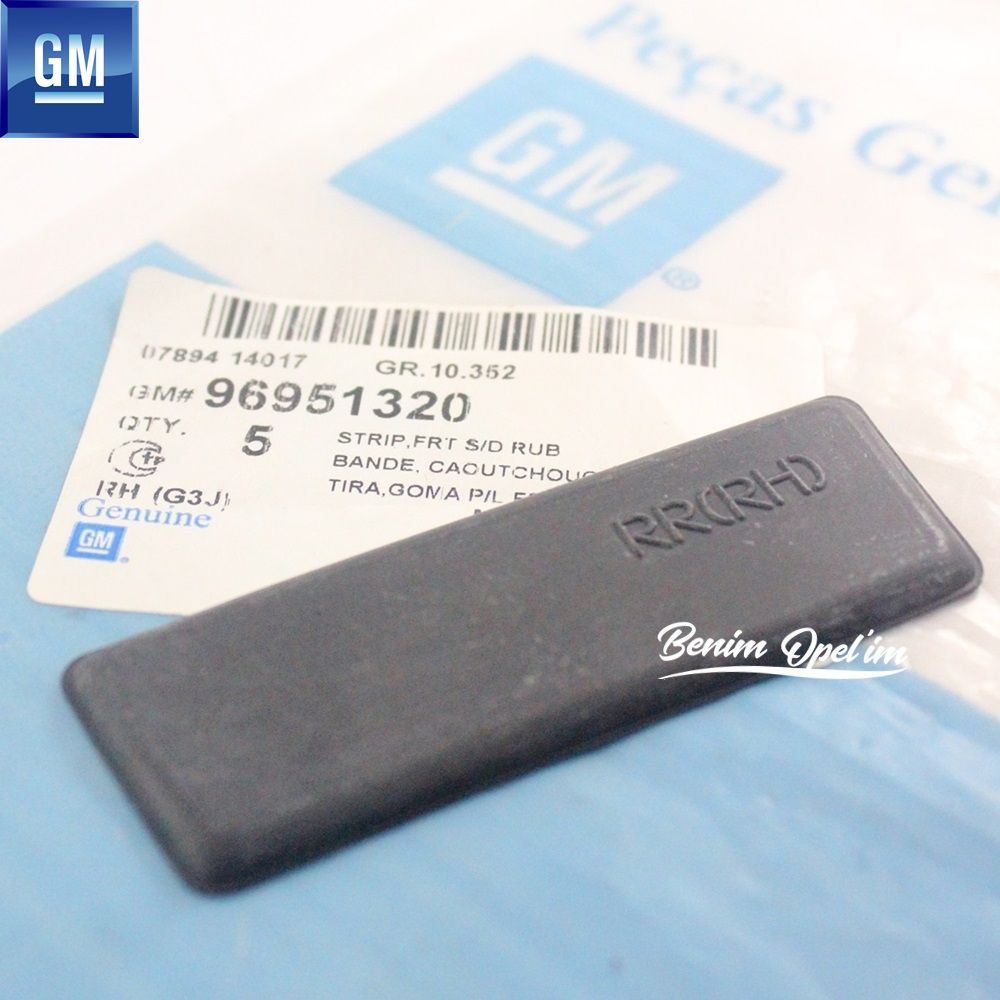 GM
Peças Gen
GM
®
07894 14017 GR.10.352
GM# 96951320
QTY. 5 STRIP,FRT S/D RUB
BANDE, CAOUTCHOUC
RH (G3J) TIRA,GOMA P/L
Genuine
GM
RR(RH)
Benim Opel'im